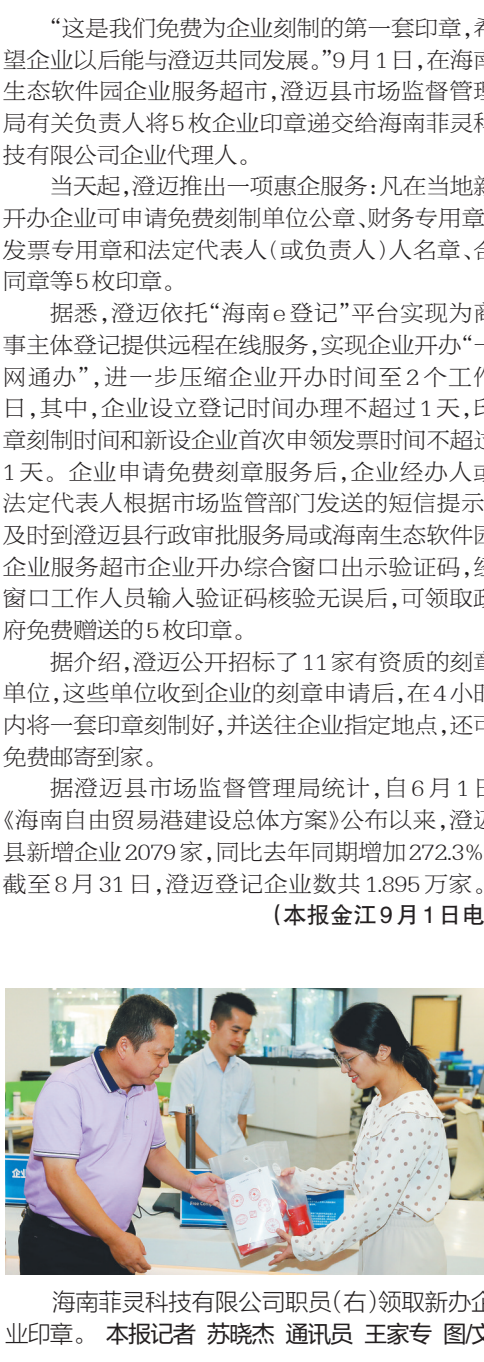 “这是我们免费为企业刻制的第一套印章,希
望企业以后能与澄迈共同发展。”9月1日,在海南
生态软件园企业服务超市,澄迈县市场监督管理
局有关负责人将5枚企业印章递交给海南菲灵科
技有限公司企业代理人。
当天起,澄迈推出一项惠企服务:凡在当地新
开办企业可申请免费刻制单位公章、财务专用章、
发票专用章和法定代表人(或负责人)人名章、合
同章等5枚印章。
据悉,澄迈依托“海南e登记”平台实现为商
事主体登记提供远程在线服务,实现企业开办“一
网通办”,进一步压缩企业开办时间至2个工作
日,其中,企业设立登记时间办理不超过1天,印
章刻制时间和新设企业首次申领发票时间不超过
1天。企业申请免费刻章服务后,企业经办人或
法定代表人根据市场监管部门发送的短信提示,
及时到澄迈县行政审批服务局或海南生态软件园
企业服务超市企业开办综合窗口出示验证码,经
窗口工作人员输入验证码核验无误后,可领取政
府免费赠送的5枚印章。
据介绍,澄迈公开招标了11家有资质的刻章
单位,这些单位收到企业的刻章申请后,在4小时
内将一套印章刻制好,并送往企业指定地点,还可
免费邮寄到家。
据澄迈县市场监督管理局统计,自6月1日
《海南自由贸易港建设总体方案》公布以来,澄迈
县新增企业2079家,同比去年同期增加272.3%。
截至8月31日,澄迈登记企业数共1.895万家。
(本报金江9月1日电
海南菲灵科技有限公司职员(右)领取新办企
业印章。 本报记者 苏晓杰 通讯员 王家专 图/文